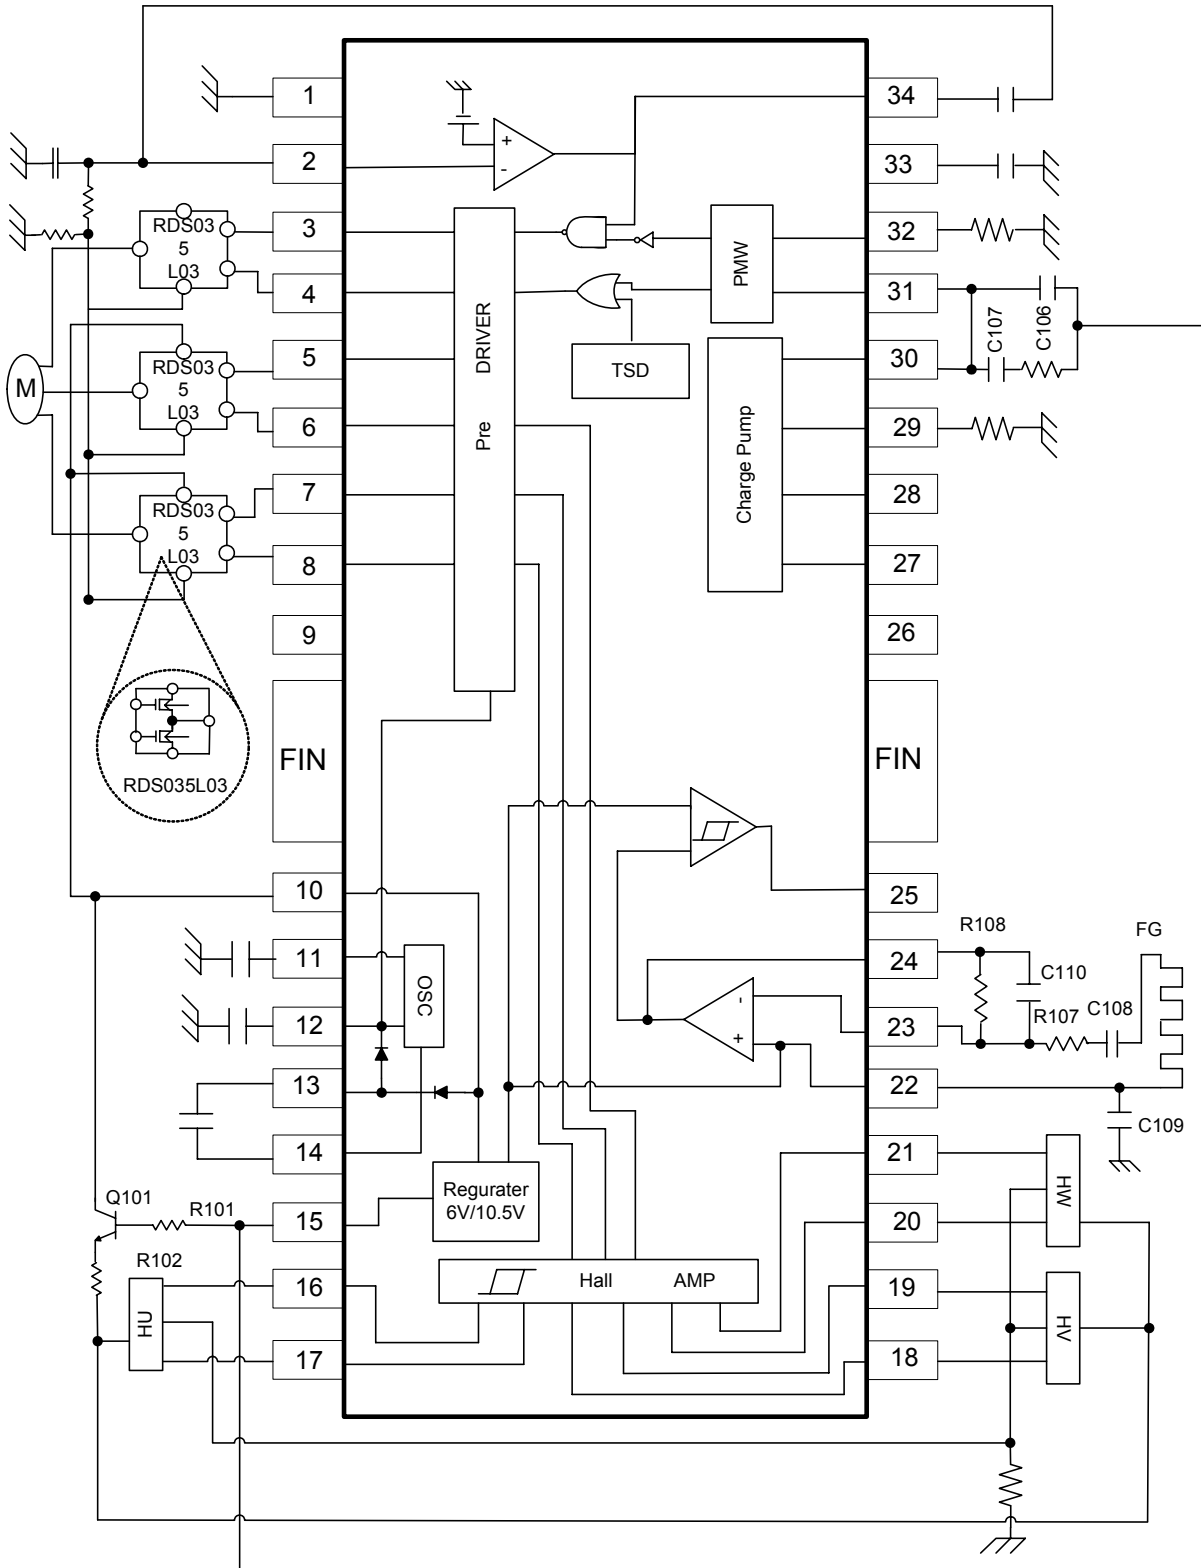 1
2
3
4
5
6
7
8
9
FIN
10
11
12
13
14
15
16
17
34
33
32
31
30
29
28
27
26
FIN
25
24
23
22
21
20
19
18
RDS03
5
L03
RDS03
5
L03
RDS03
5
L03
M
RDS035L03
+
-
Pre DRIVER
PMW
TSD
Charge Pump
C107
C106
OSC
-
+
Regurater
6V/10.5V
Hall AMP
R108
C110
R107
C108
FG
C109
HW
HV
Q101
R101
R102
HU